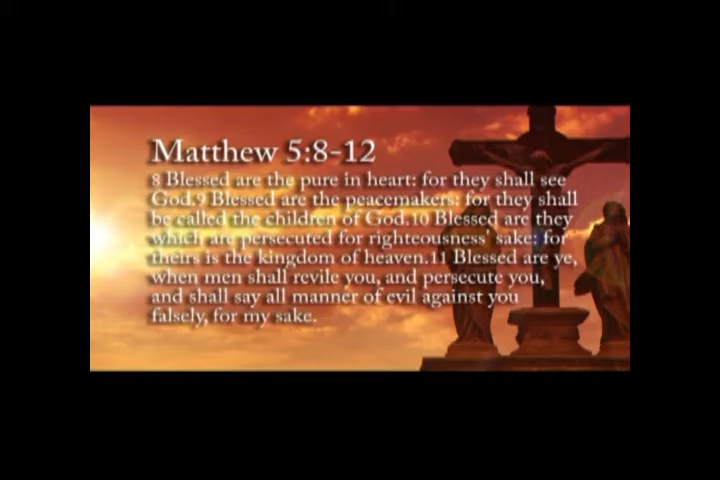 Matthew 5:8-12
8 Blessed are the pure in heart: for they shall see
God.9 Blessed are the peacemakers: for they shall
be called the children of God.10 Blessed are they
which are persecuted for righteousness' sake: for
theirs is the kingdom of heaven.11 Blessed are ye,
when men shall revile you, and persecute you,
and shall say all manner of evil against you
falsely, for my sake.